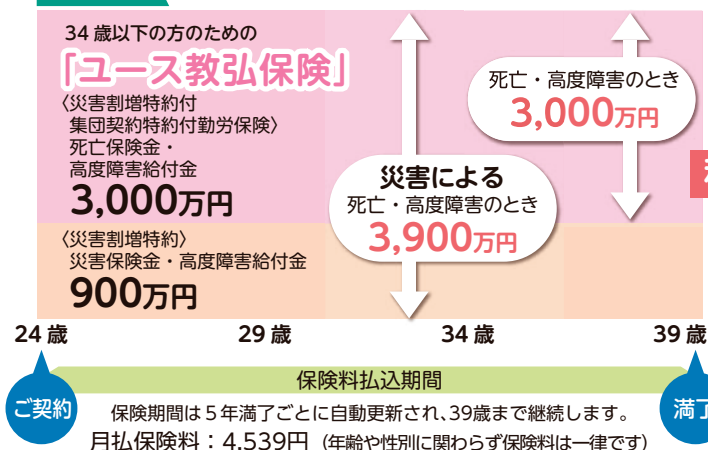 34歳以下の方のための
「ユース教弘保険」
〈災害割増特約付
集団契約特約付勤労保険〉
死亡保険金・
高度障害給付金
3,000万円
〈災害割増特約〉
災害保険金・高度障害給付金
900万円
災害による
死亡・高度障害のとき
3,900万円
死亡・高度障害のとき
3,000万円
24歳 29歳 34歳 39歳
保険料払込期間
ご契約
満了
保険期間は5年満了ごとに自動更新され、39歳まで継続します。
月払保険料：4,539円（年齢や性別に関わらず保険料は一律です）